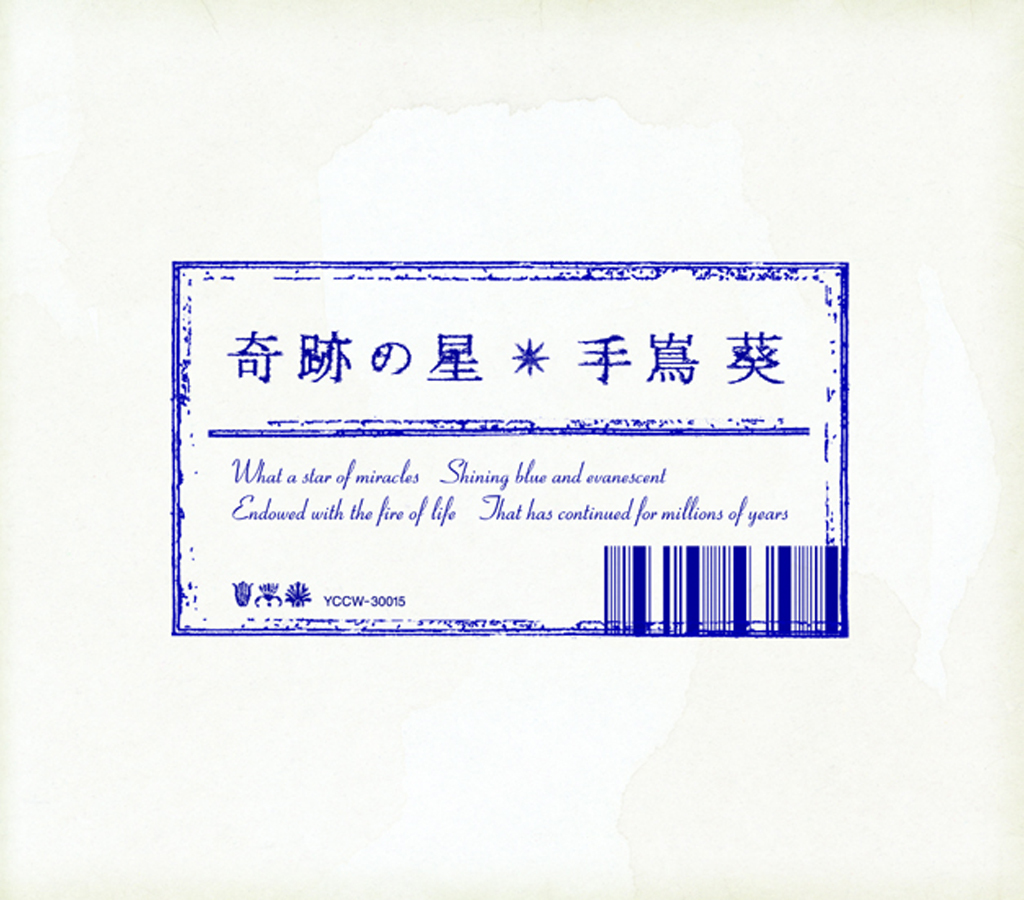 奇跡の星 ✴ 手嶌 葵
What a star of miracles Shining blue and evanescent
Endowed with the fire of life That has continued for millions of years
YCCW-30015